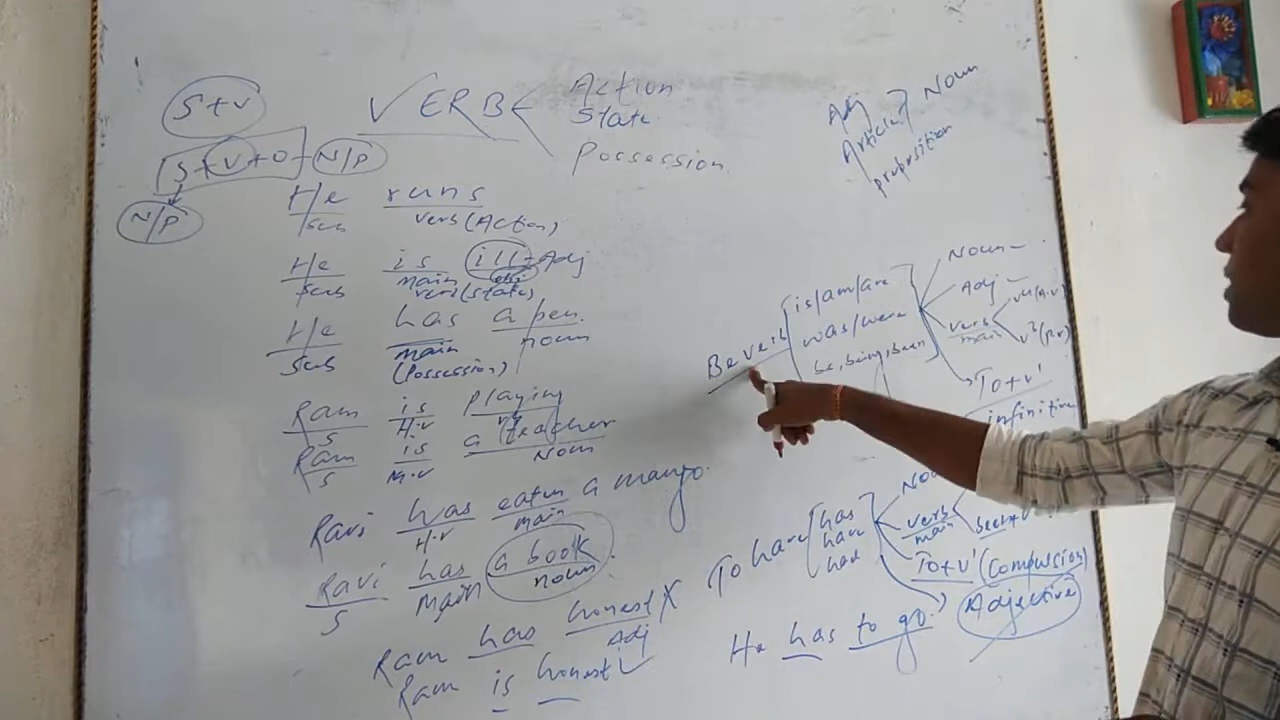 S+V
VERB
Action
State
Possession
S+V+O
N/P
N/P
He runs
sub verb (Action)
He is ill - Adj
sub main
verb (State)
He has a pen.
sub main noun
(Possession)
Ram is playing
S H.V
Ram is a teacher
S M.V Noun
Ravi has eaten a mango.
H.V main
Ravi has a book.
S main noun
Ram has honest X
Adj
Ram is honest ✓
Adj
Article
preposition
Noun
Be verb
is/am/are
was/were
be, being, been
Noun -
Adj -
verb
main
To+v'
infinitive
To have
has
have
had
verb
main
To+v' (Compulsion)
Adjective
He has to go.